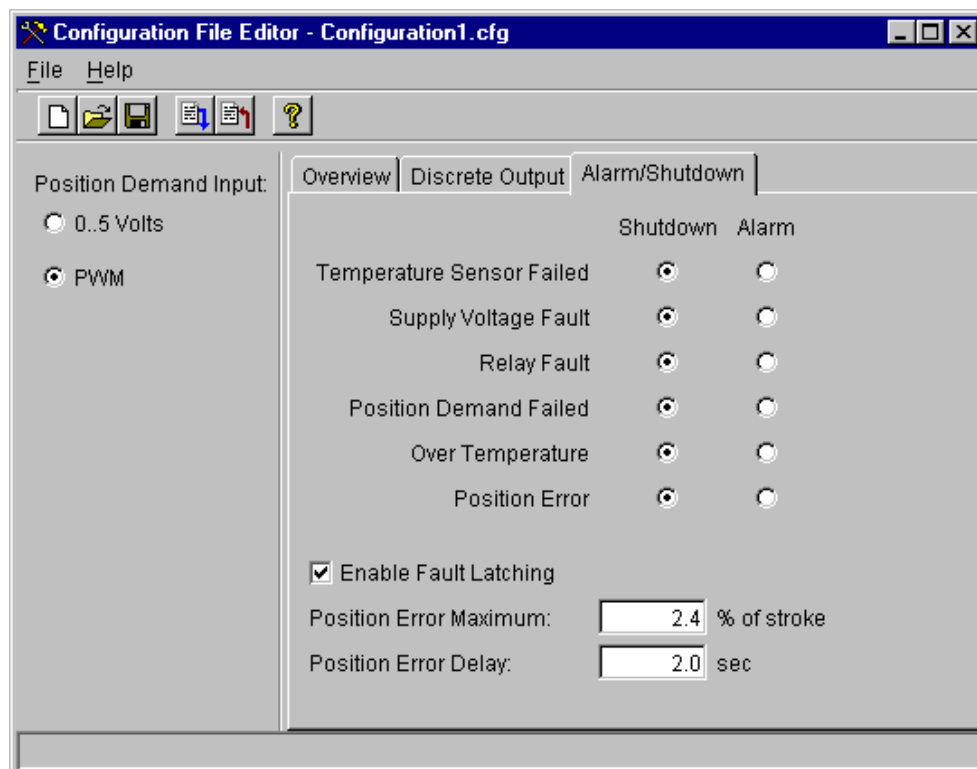 Configuration File Editor - Configuration1.cfg
File Help
Position Demand Input:
0..5 Volts
PWM
Overview Discrete Output Alarm/Shutdown
Shutdown Alarm
Temperature Sensor Failed
Supply Voltage Fault
Relay Fault
Position Demand Failed
Over Temperature
Position Error
Enable Fault Latching
Position Error Maximum: 2.4 % of stroke
Position Error Delay: 2.0 sec